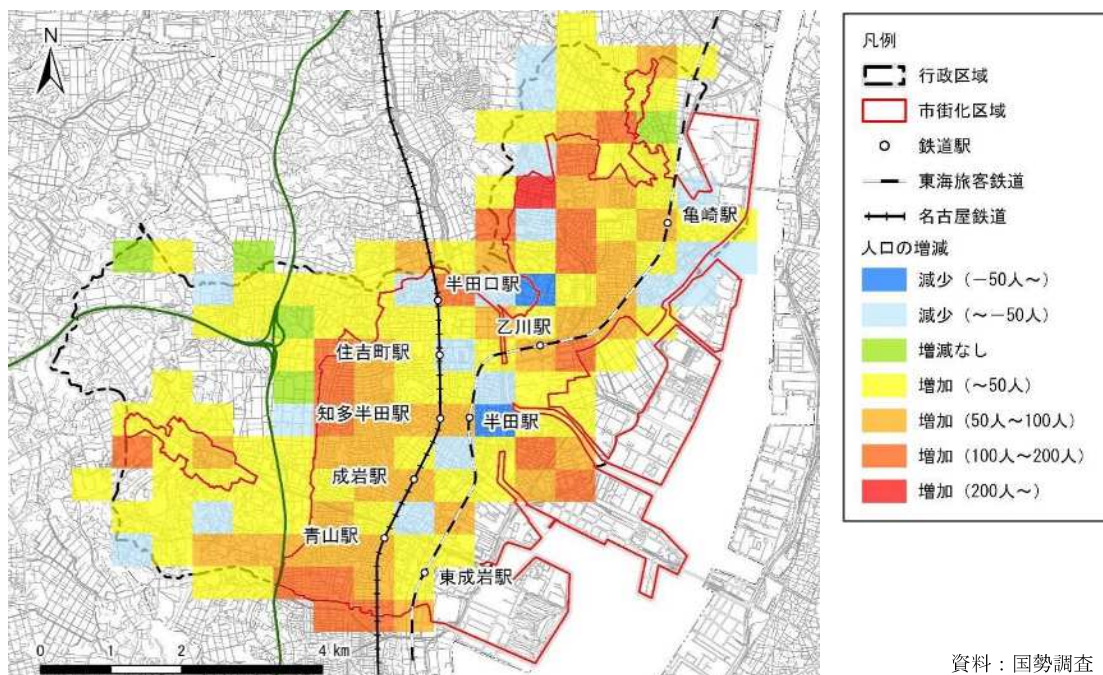 N
亀崎駅
半田口駅
乙川駅
住吉町駅
知多半田駅
半田駅
成岩駅
青山駅
東成岩駅
0 1 2 4 km
凡例
行政区域
市街化区域
鉄道駅
東海旅客鉄道
名古屋鉄道
人口の増減
減少（－50人～）
減少（～－50人）
増減なし
増加（～50人）
増加（50人～100人）
増加（100人～200人）
増加（200人～）
資料：国勢調査